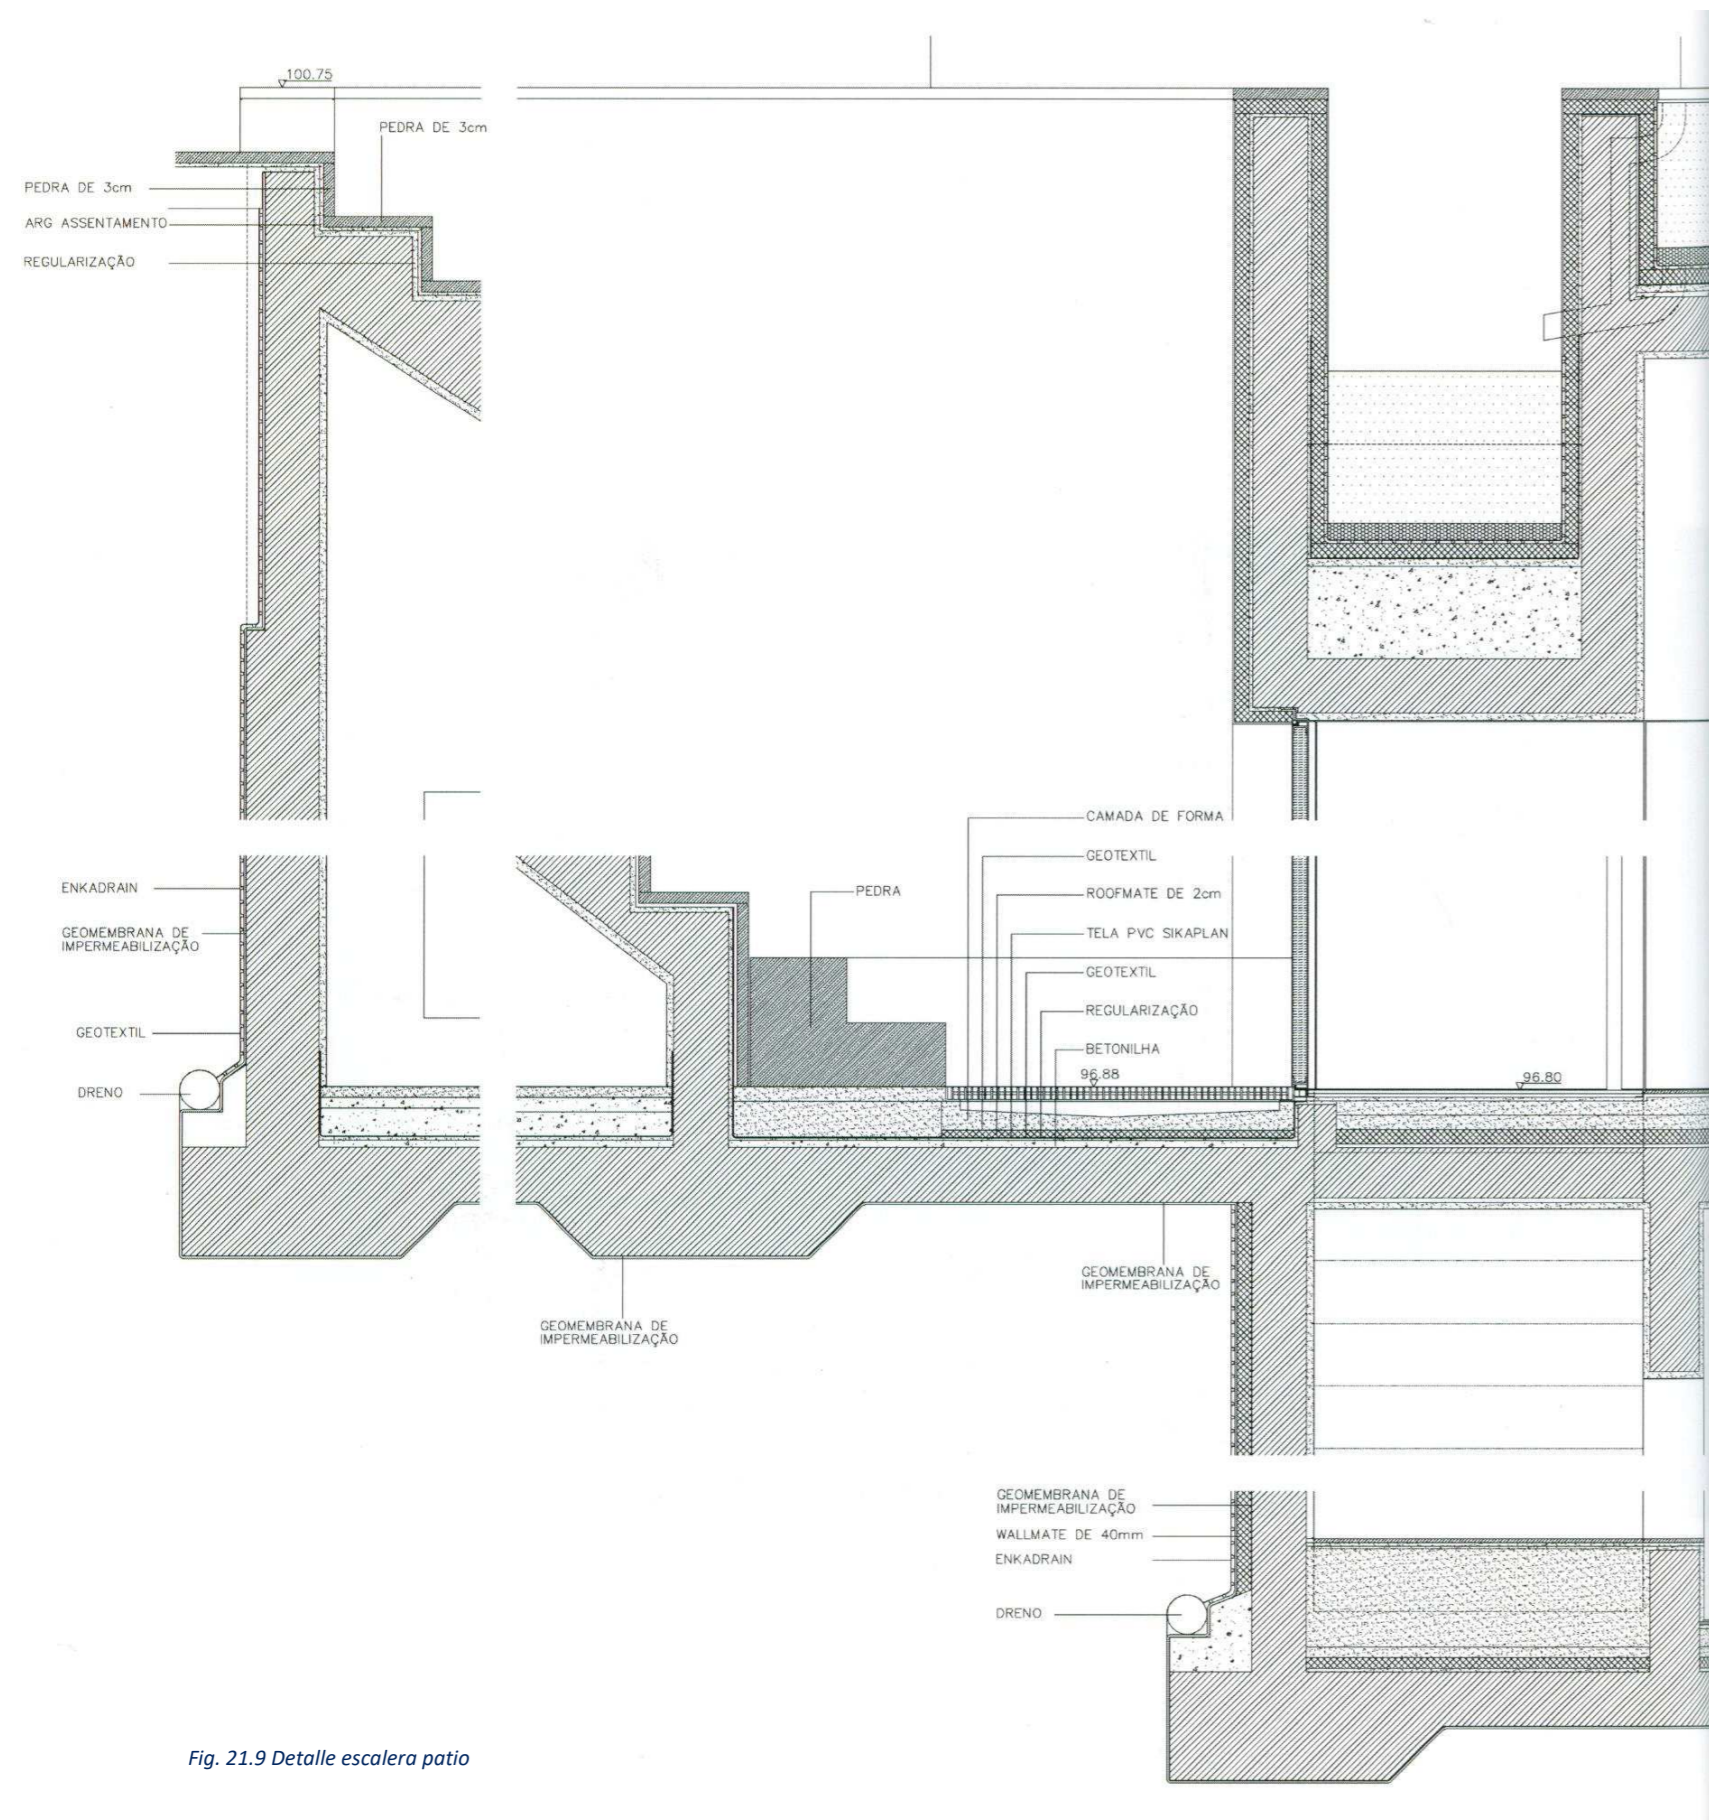 100.75
PEDRA DE 3cm
PEDRA DE 3cm
ARG ASSENTAMENTO
REGULARIZAÇÃO
CAMADA DE FORMA
GEOTEXTIL
ROOFMATE DE 2cm
TELA PVC SIKAPLAN
GEOTEXTIL
REGULARIZAÇÃO
BETONILHA
96.88
96.80
PEDRA
ENKADRAIN
GEOMEMBRANA DE
IMPERMEABILIZAÇÃO
GEOTEXTIL
DRENO
GEOMEMBRANA DE
IMPERMEABILIZAÇÃO
GEOMEMBRANA DE
IMPERMEABILIZAÇÃO
GEOMEMBRANA DE
IMPERMEABILIZAÇÃO
WALLMATE DE 40mm
ENKADRAIN
DRENO
Fig. 21.9 Detalle escalera patio